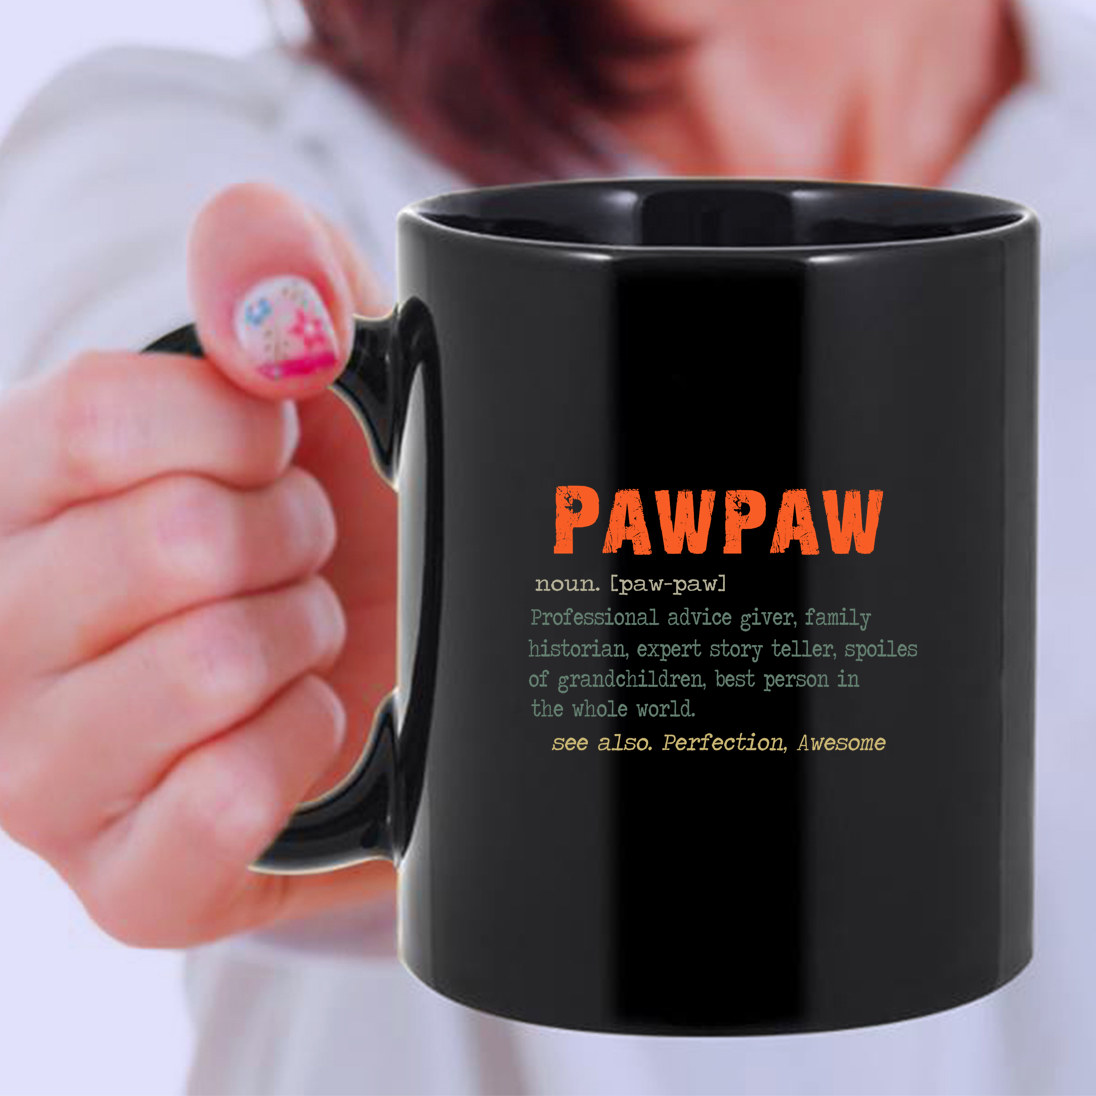 PAWPAW
noun. [paw-paw]
Professional advice giver, family
historian, expert story teller, spoiles
of grandchildren, best person in
the whole world.
see also. Perfection, Awesome